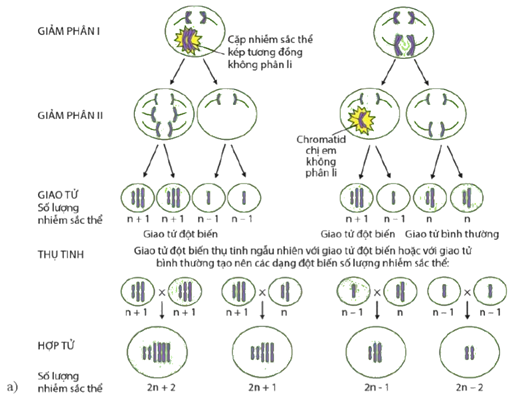 GIẢM PHÂN I
Cặp nhiễm sắc thể
kép tương đồng
không phân li
GIẢM PHÂN II
Chromatid
chị em
không
phân li
GIAO TỬ
Số lượng
nhiễm sắc thể
n + 1 n + 1 n – 1 n – 1 n + 1 n – 1 n n
Giao tử đột biến Giao tử đột biến Giao tử bình thường
THỤ TINH
Giao tử đột biến thụ tinh ngẫu nhiên với giao tử đột biến hoặc với giao tử
bình thường tạo nên các dạng đột biến số lượng nhiễm sắc thể:
× × × ×
n + 1 n + 1 n + 1 n n – 1 n n – 1 n – 1
HỢP TỬ
Số lượng
nhiễm sắc thể
2n + 2 2n + 1 2n - 1 2n – 2
a)